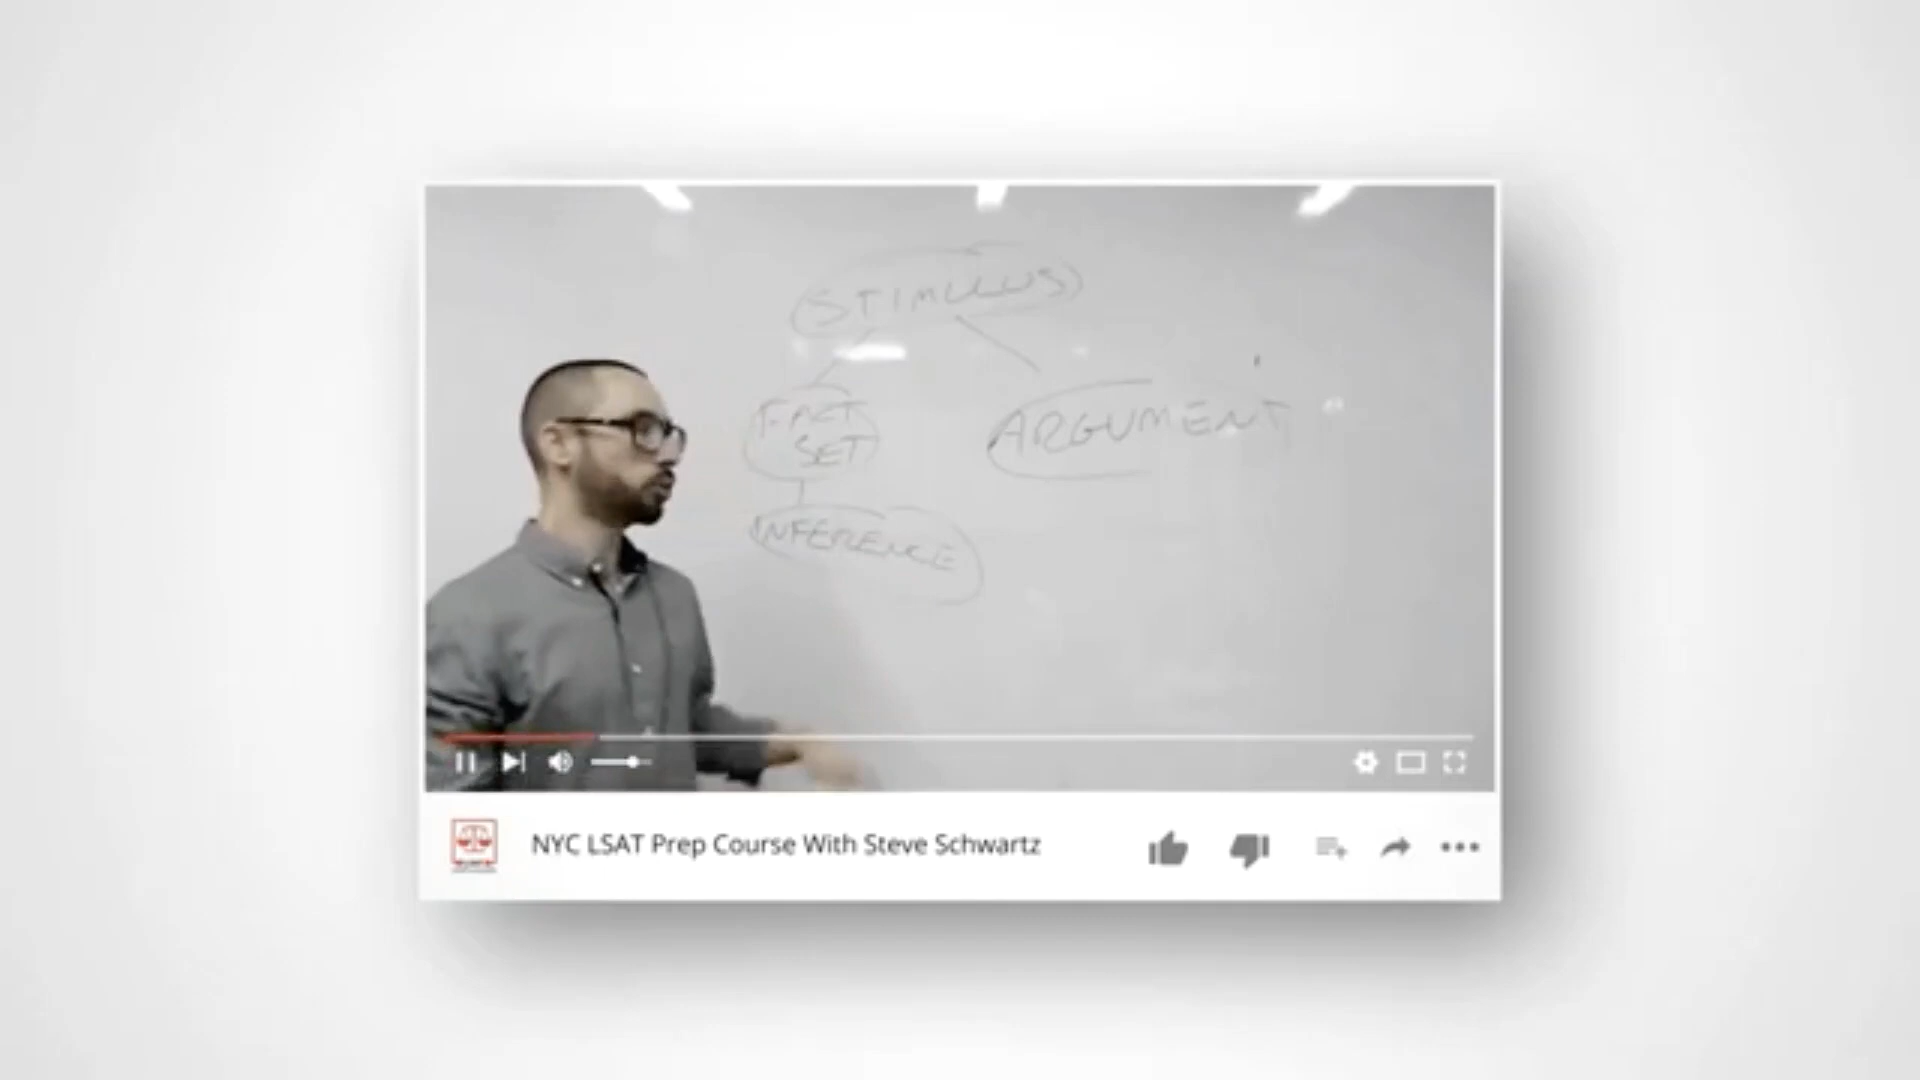 STIMULUS
FACT
SET
ARGUMENT
INFERENCE
NYC LSAT Prep Course With Steve Schwartz